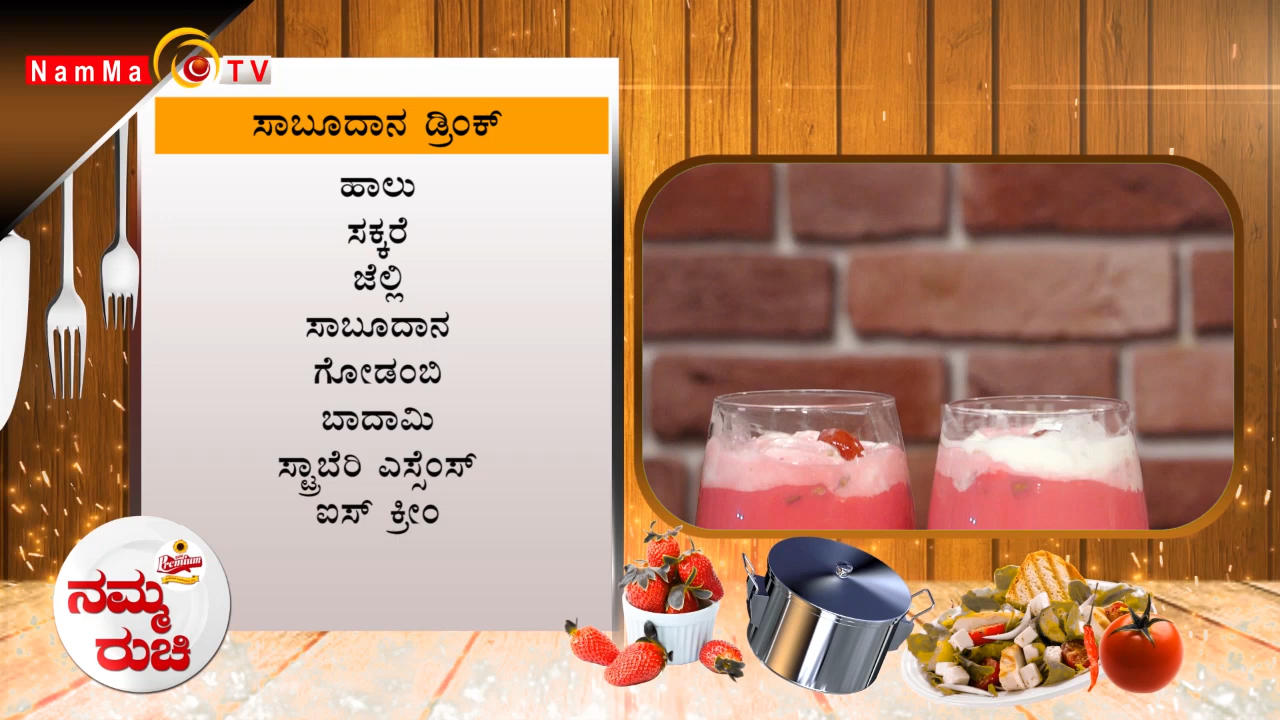 NamMa TV
ಸಾಬೂದಾನ ಡ್ರಿಂಕ್
ಹಾಲು
ಸಕ್ಕರೆ
ಜೆಲ್ಲಿ
ಸಾಬೂದಾನ
ಗೋಡಂಬಿ
ಬಾದಾಮಿ
ಸ್ಟ್ರಾಬೆರಿ ಎಸ್ಸೆಂಸ್
ಐಸ್ ಕ್ರೀಂ
Premium
ನಮ್ಮ
ರುಚಿ